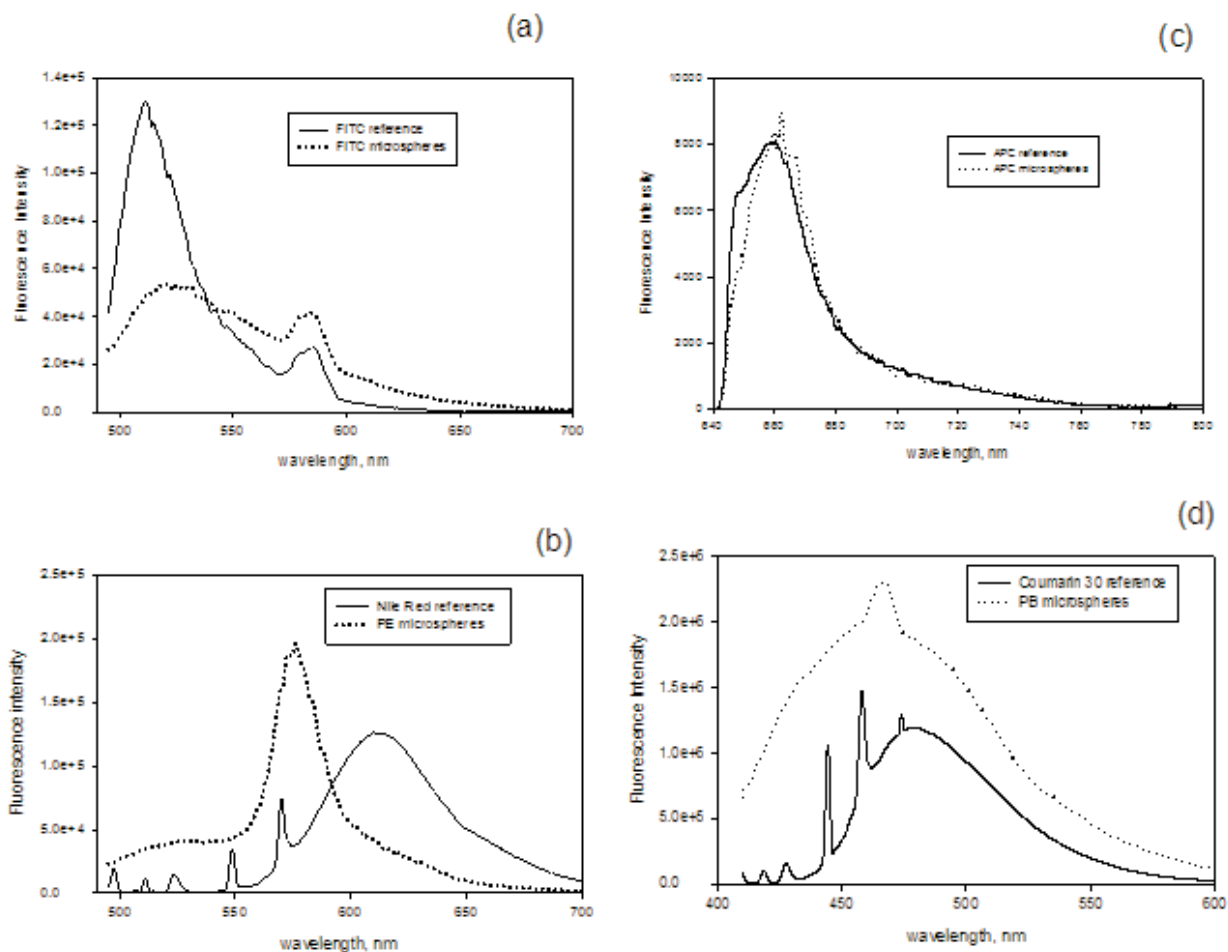 (a)
1.4e+5
1.2e+5
1.0e+5
8.0e+4
6.0e+4
4.0e+4
2.0e+4
0.0
Fluorescence Intensity
FITC reference
FITC microspheres
500 550 600 650 700
wavelength, nm
(c)
10000
8000
6000
4000
2000
0
Fluorescence Intensity
APC reference
APC microspheres
640 660 680 700 720 740 760 780 800
wavelength, nm
(b)
2.5e+5
2.0e+5
1.5e+5
1.0e+5
5.0e+4
0.0
Fluorescence intensity
Nile Red reference
PE microspheres
500 550 600 650 700
wavelength, nm
(d)
2.5e+6
2.0e+6
1.5e+6
1.0e+6
5.0e+5
0.0
Fluorescence intensity
Coumarin 30 reference
PB microspheres
400 450 500 550 600
wavelength, nm